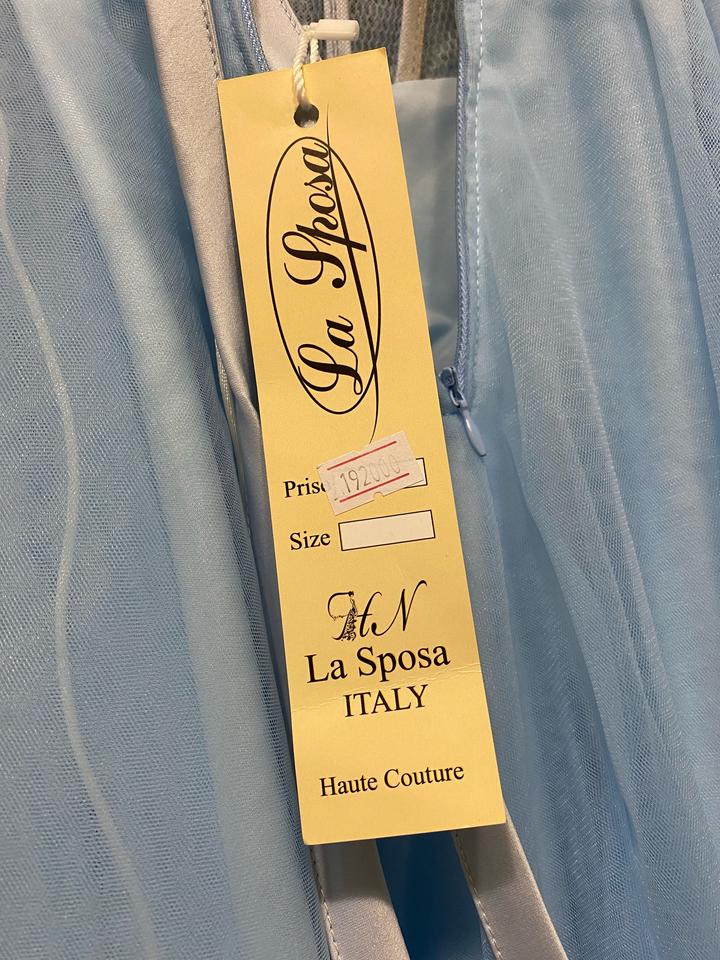 La Sposa
Prise 192000
Size
HN
La Sposa
ITALY
Haute Couture